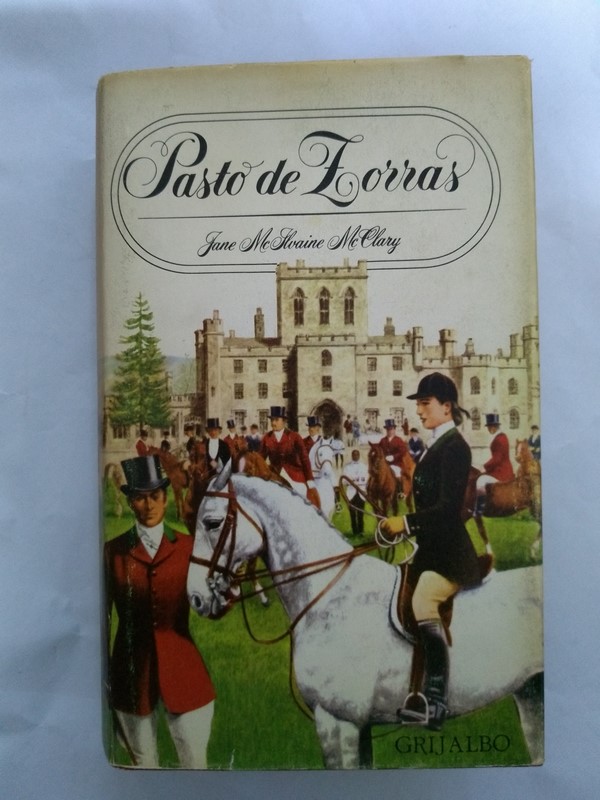 Pasto de Zorras
Jane McIlvaine McClary
GRIJALBO